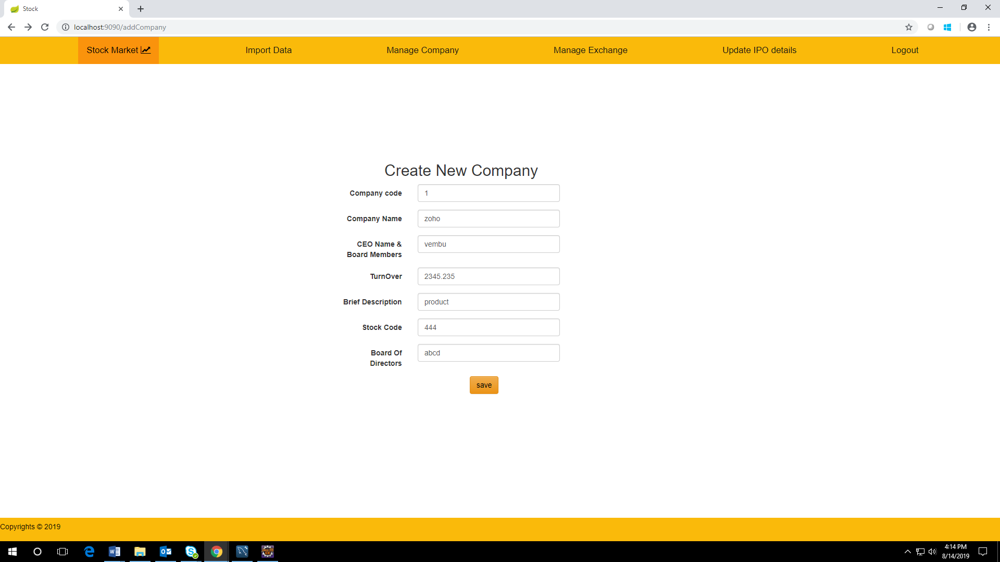 Stock
localhost:9090/addCompany
Stock Market
Import Data
Manage Company
Manage Exchange
Update IPO details
Logout
Create New Company
Company code
1
Company Name
zoho
CEO Name &
Board Members
vembu
TurnOver
2345.235
Brief Description
product
Stock Code
444
Board Of
Directors
abcd
save
Copyrights © 2019
4:14 PM
8/14/2019